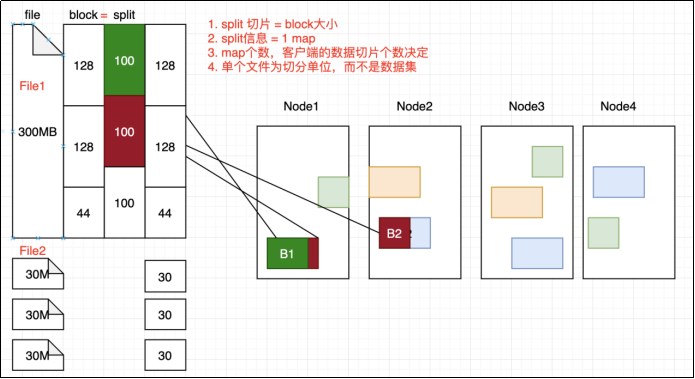 file
block = split
1. split 切片 = block大小
2. split信息 = 1 map
3. map个数，客户端的数据切片个数决定
4. 单个文件为切分单位，而不是数据集
File1
300MB
128
100
128
128
100
128
44
100
44
Node1
Node2
Node3
Node4
B1
B2
File2
30M
30
30M
30
30M
30